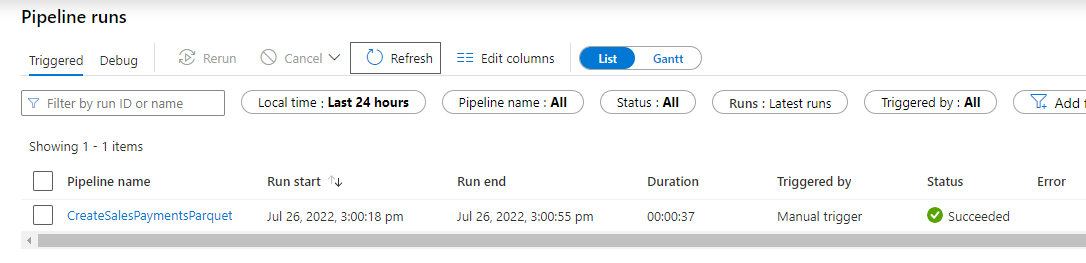 Pipeline runs
Triggered Debug Rerun Cancel Refresh Edit columns List Gantt
Filter by run ID or name Local time : Last 24 hours Pipeline name : All Status : All Runs : Latest runs Triggered by : All Add
Showing 1 - 1 items
Pipeline name Run start Run end Duration Triggered by Status Error
CreateSalesPaymentsParquet Jul 26, 2022, 3:00:18 pm Jul 26, 2022, 3:00:55 pm 00:00:37 Manual trigger Succeeded